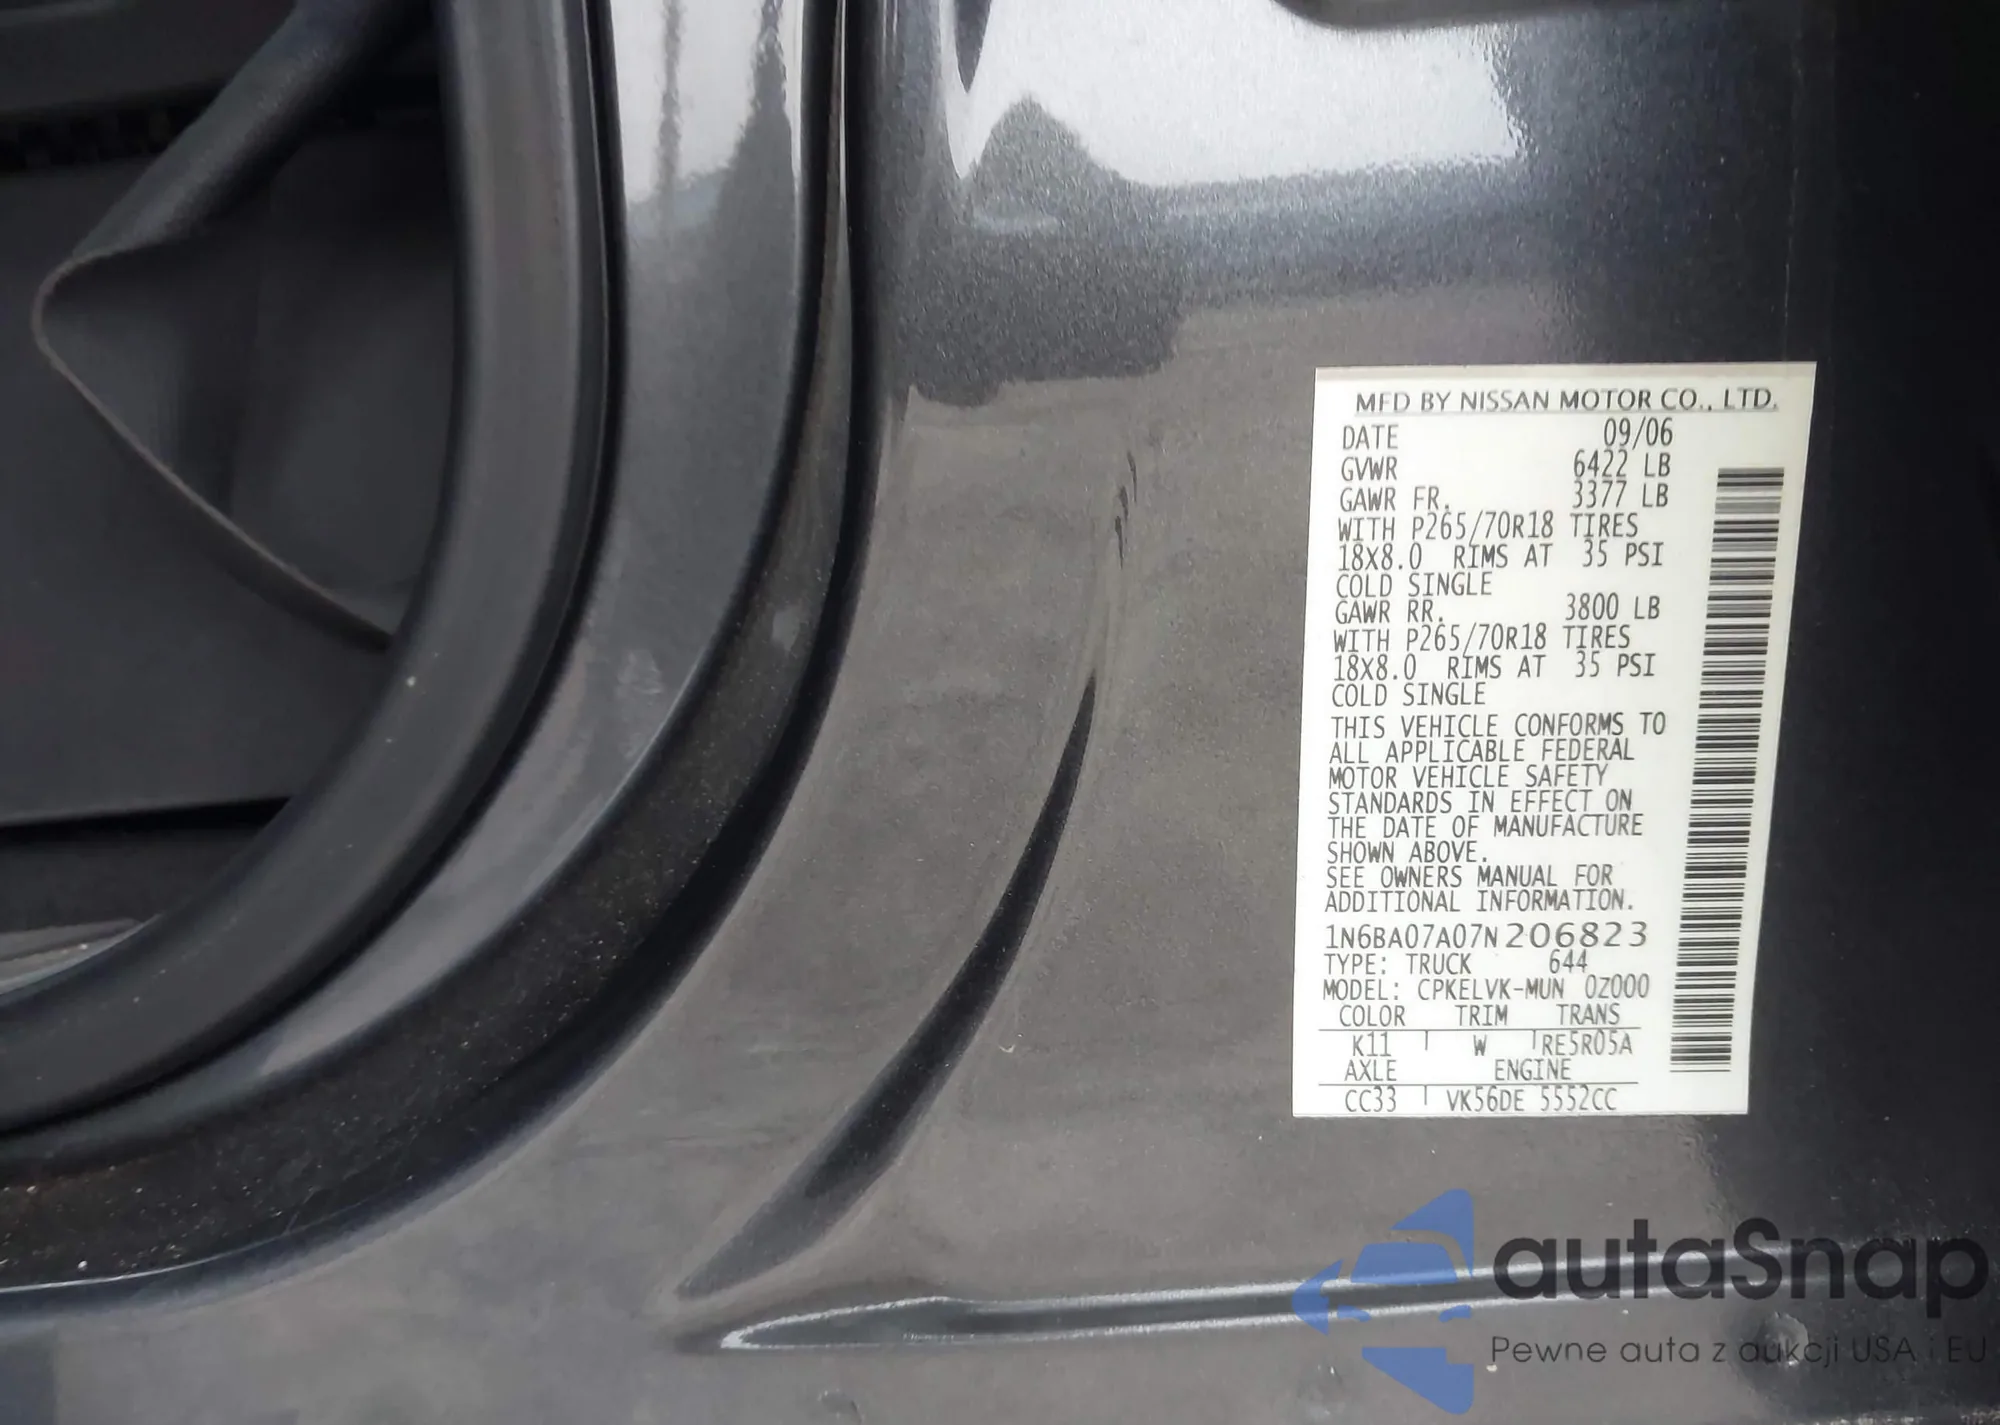 MFD BY NISSAN MOTOR CO., LTD.
DATE 09/06
GVWR 6422 LB
GAWR FR. 3377 LB
WITH P265/70R18 TIRES
18X8.0 RIMS AT 35 PSI
COLD SINGLE
GAWR RR. 3800 LB
WITH P265/70R18 TIRES
18X8.0 RIMS AT 35 PSI
COLD SINGLE
THIS VEHICLE CONFORMS TO
ALL APPLICABLE FEDERAL
MOTOR VEHICLE SAFETY
STANDARDS IN EFFECT ON
THE DATE OF MANUFACTURE
SHOWN ABOVE.
SEE OWNERS MANUAL FOR
ADDITIONAL INFORMATION.
1N6BA07A07N206823
TYPE: TRUCK 644
MODEL: CPKELVK-MUN 0Z000
COLOR TRIM TRANS
K11 W RE5R05A
AXLE ENGINE
CC33 VK56DE 5552CC
autaSnap
Pewne auta z aukcji USA i EU